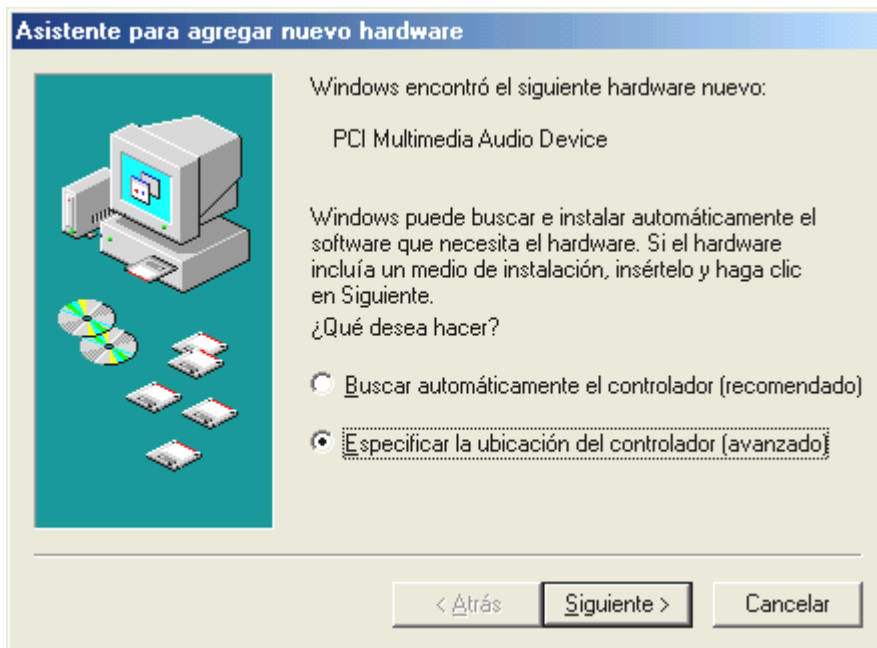 Asistente para agregar nuevo hardware
Windows encontró el siguiente hardware nuevo:
PCI Multimedia Audio Device
Windows puede buscar e instalar automáticamente el
software que necesita el hardware. Si el hardware
incluía un medio de instalación, insértelo y haga clic
en Siguiente.
¿Qué desea hacer?
Buscar automáticamente el controlador (recomendado)
Especificar la ubicación del controlador (avanzado)
< Atrás
Siguiente >
Cancelar